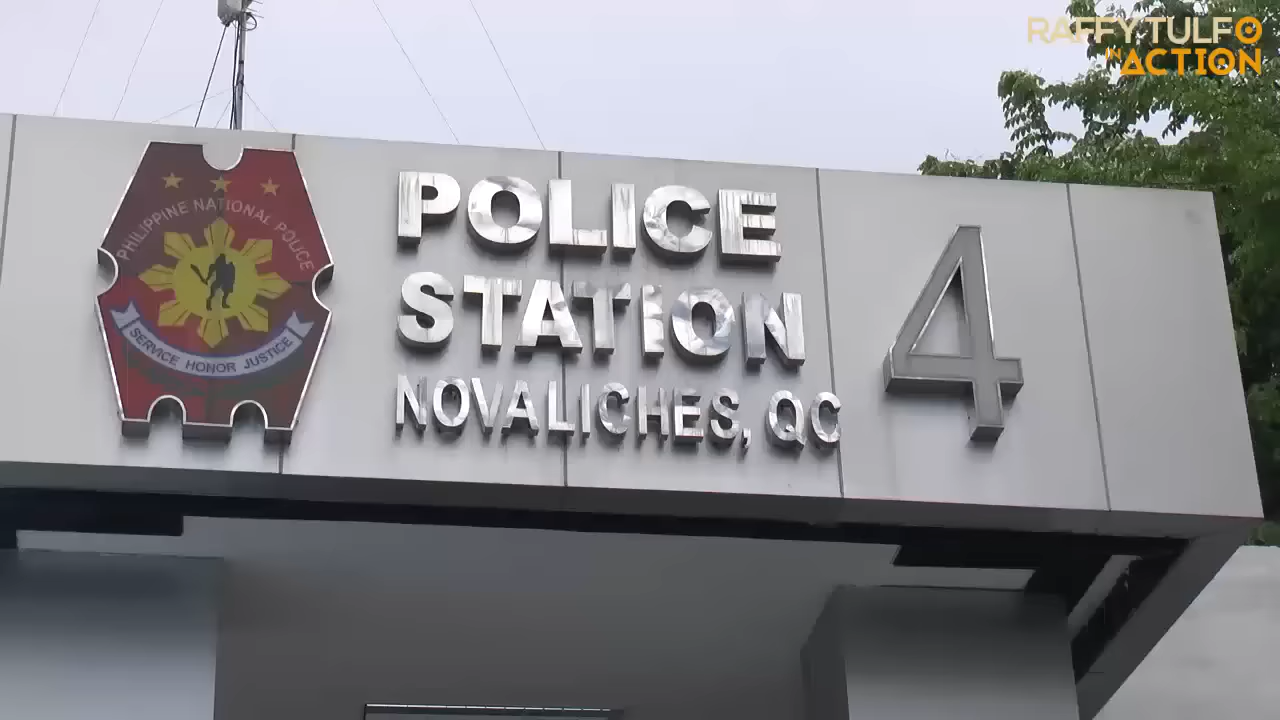 RAFFY TULFO
IN ACTION
PHILIPPINE NATIONAL POLICE
SERVICE HONOR JUSTICE
POLICE
STATION
NOVALICHES, QC
4